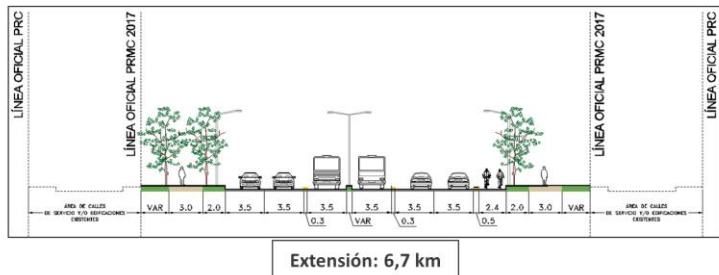 LÍNEA OFICIAL PRC
LÍNEA OFICIAL PRMC 2017
LÍNEA OFICIAL PRMC 2017
LÍNEA OFICIAL PRC
ÁREA DE CALLES
DE SERVICIO Y/O EDIFICACIONES
EXISTENTES
VAR 3.0 2.0 3.5 3.5 3.5 3.5 3.5 3.5 2.4 2.0 3.0 VAR
0.3 VAR 0.3 0.5
ÁREA DE CALLES
DE SERVICIO Y/O EDIFICACIONES
EXISTENTES
Extensión: 6,7 km